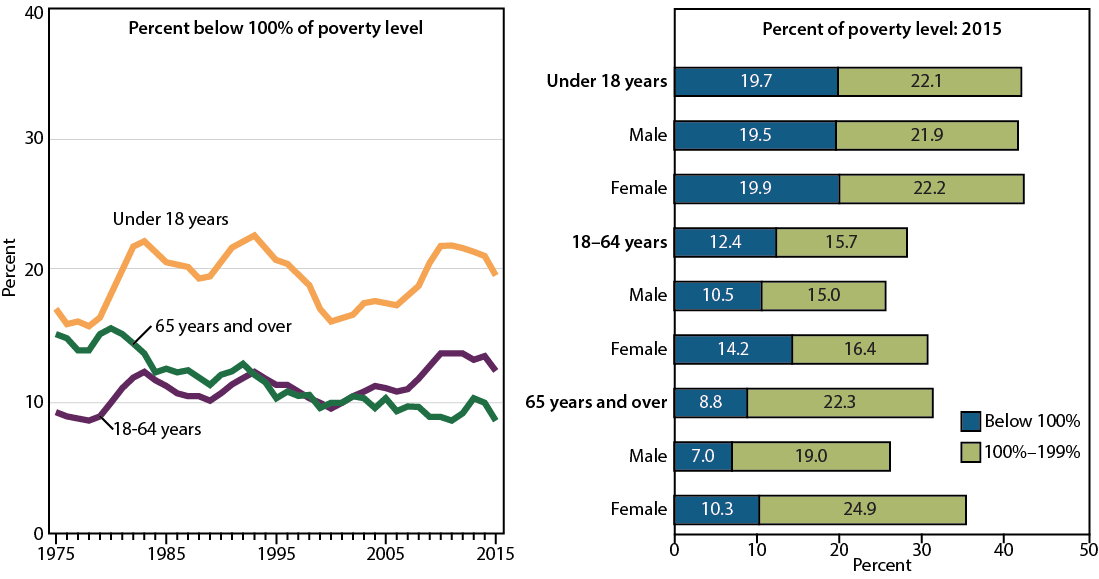 Percent below 100% of poverty level
Percent
40
30
20
10
0
Under 18 years
65 years and over
18-64 years
1975
1985
1995
2005
2015
Percent of poverty level: 2015
Under 18 years 19.7 22.1
Male 19.5 21.9
Female 19.9 22.2
18–64 years 12.4 15.7
Male 10.5 15.0
Female 14.2 16.4
65 years and over 8.8 22.3
Male 7.0 19.0
Female 10.3 24.9
Below 100%
100%–199%
0 10 20 30 40 50
Percent